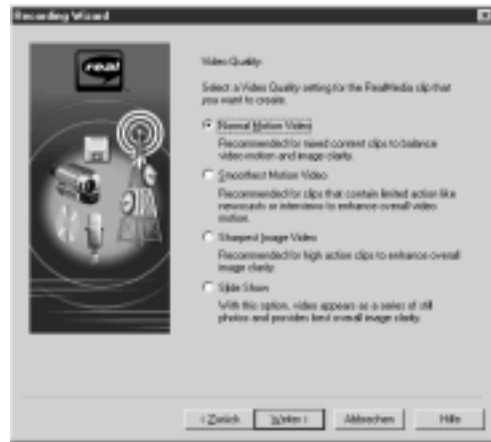 Recording Wizard
real
Video Quality:
Select a Video Quality setting for the RealMedia clip that
you want to create.
Normal Motion Video
Recommended for mixed content clips to balance
video motion and image clarity.
Smoothest Motion Video
Recommended for clips that contain limited action like
newscasts or interviews to enhance overall video
motion.
Sharpest Image Video
Recommended for high action clips to enhance overall
image clarity.
Slide Show
With this option, video appears as a series of still
photos and provides best overall image clarity.
< Zurück
Weiter >
Abbrechen
Hilfe